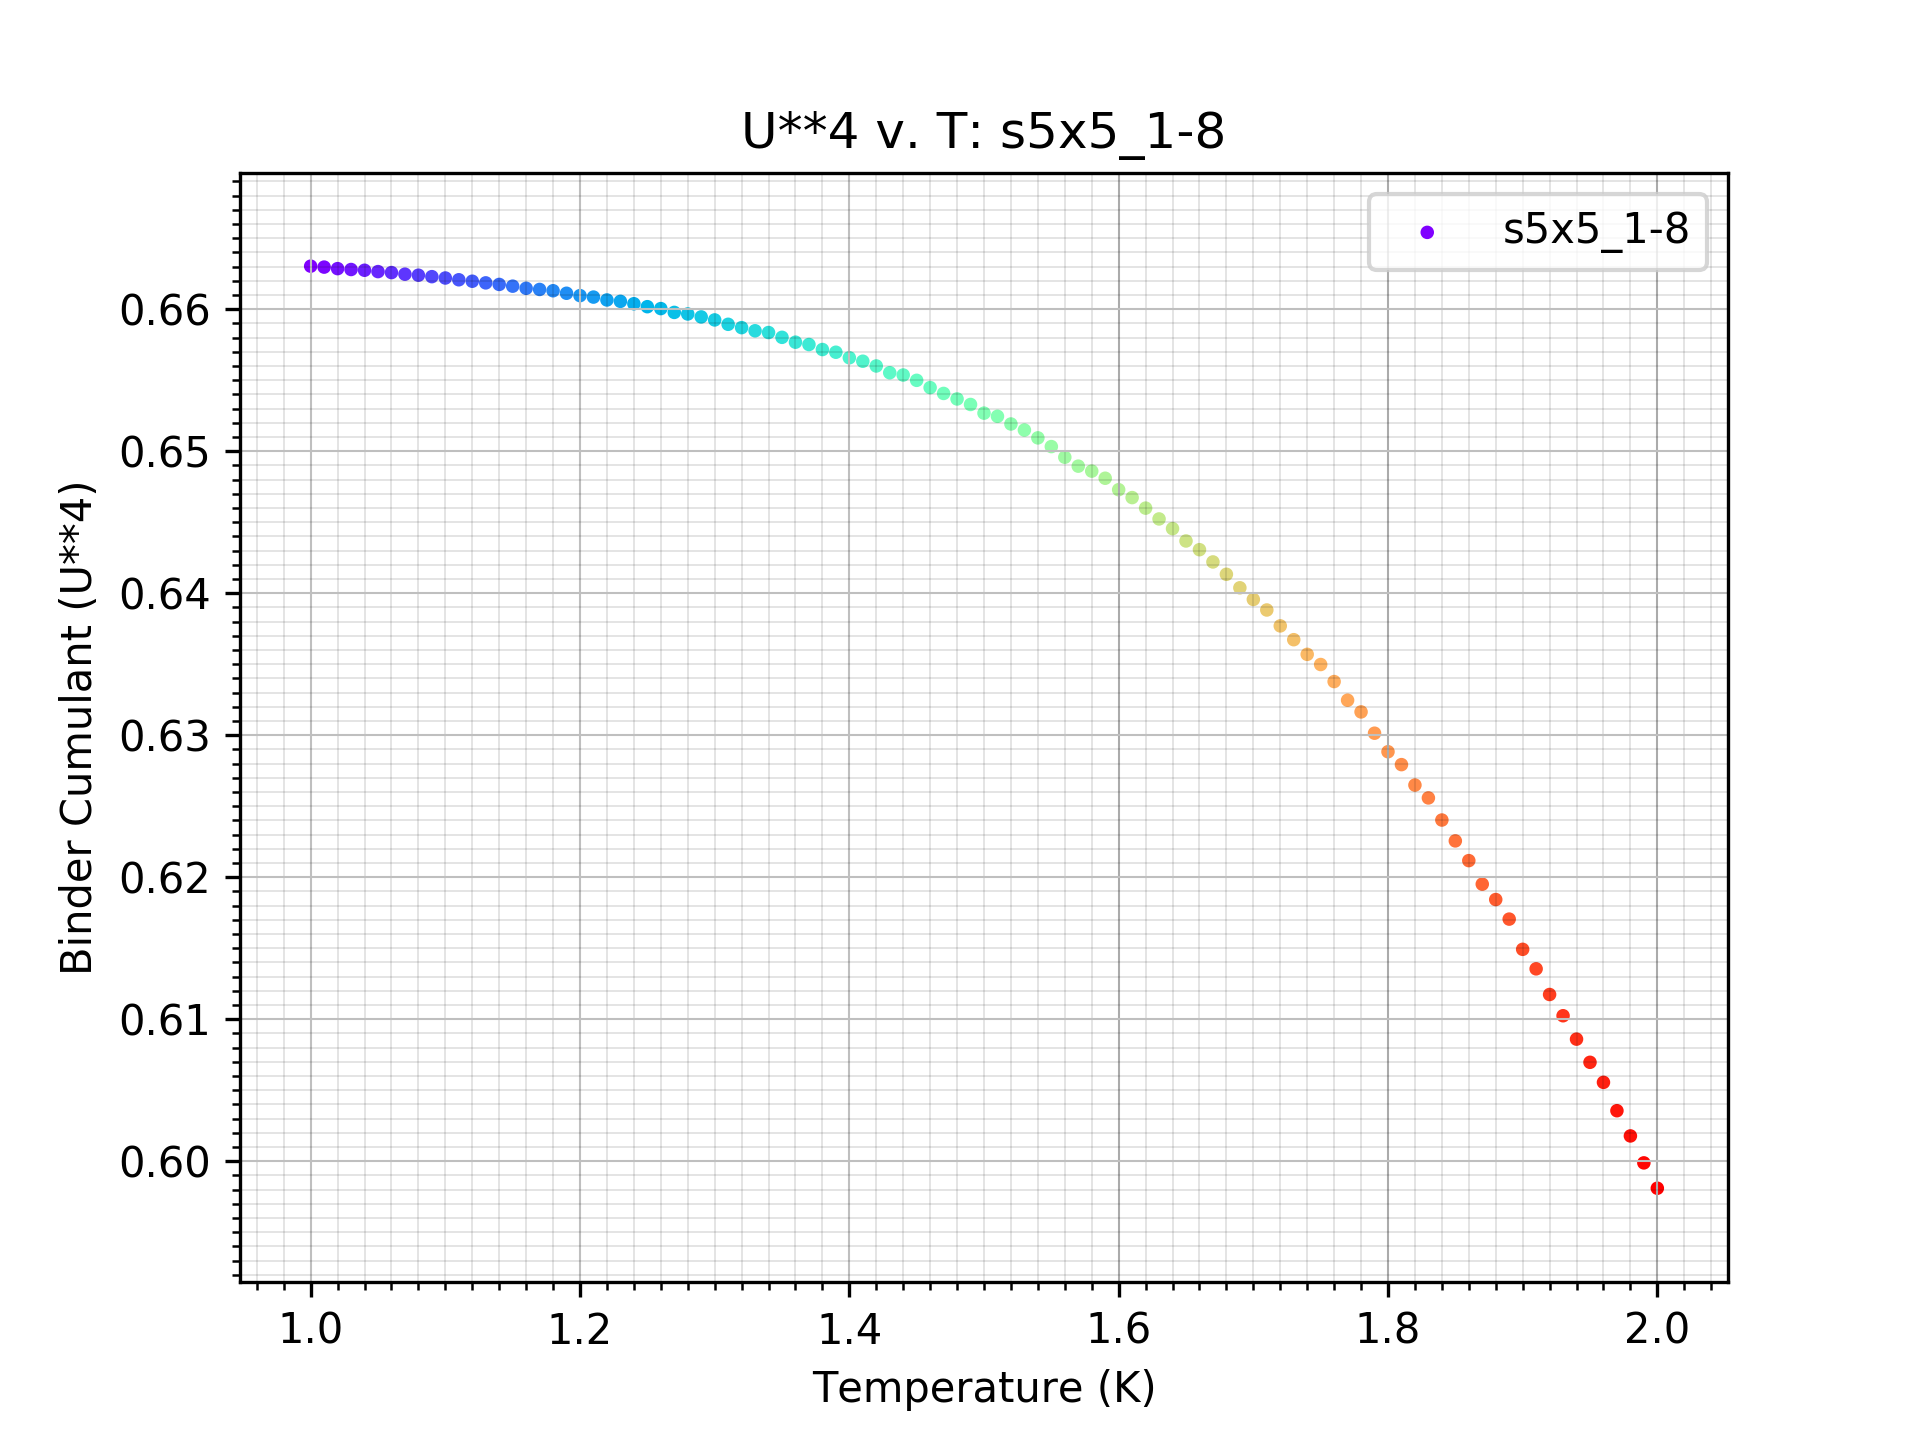 U**4 v. T: s5x5_1-8
s5x5_1-8
Binder Cumulant (U**4)
0.66
0.65
0.64
0.63
0.62
0.61
0.60
1.0 1.2 1.4 1.6 1.8 2.0
Temperature (K)